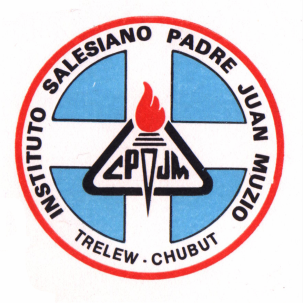 INSTITUTO SALESIANO PADRE JUAN MUZIO
CPJM
TRELEW - CHUBUT